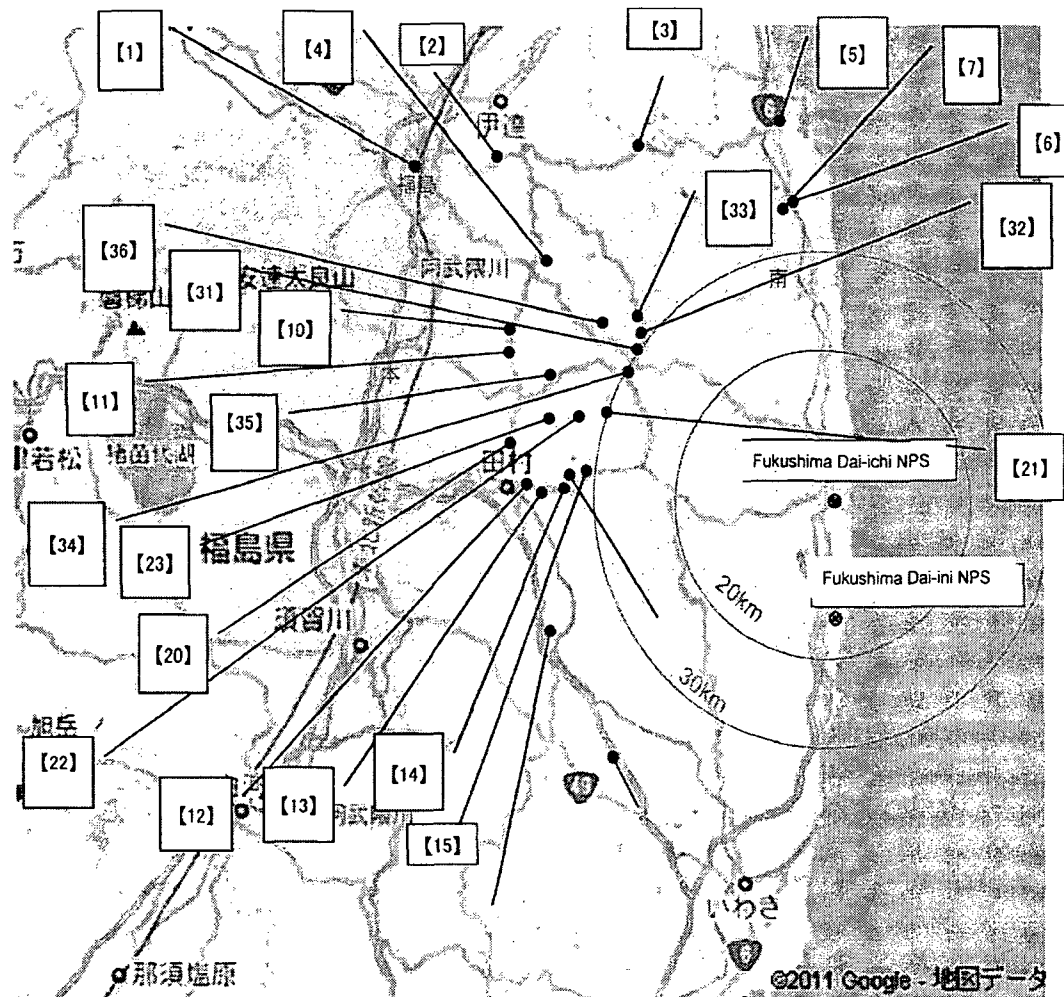 【1】
【4】
【2】
【3】
【5】
【7】
【6】
伊達
福島
【33】
【32】
【36】
阿武隈川
南
【31】
安達太良山
磐梯山
【10】
【11】
【35】
本
猪苗代湖
若松
田村
Fukushima Dai-ichi NPS
【21】
【34】
【23】
福島県
Fukushima Dai-ini NPS
20km
須賀川
【20】
30km
旭岳
【22】
【14】
【12】
【13】
阿武隈川
【15】
いわき
那須塩原
©2011 Google - 地図データ